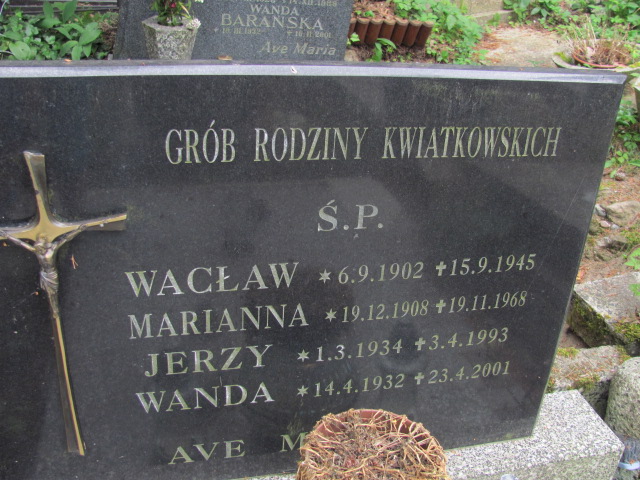 WANDA
BARAŃSKA
Ave Maria
GRÓB RODZINY KWIATKOWSKICH
Ś.P.
WACŁAW *6.9.1902 ✝15.9.1945
MARIANNA *19.12.1908 ✝19.11.1968
JERZY *1.3.1934 ✝3.4.1993
WANDA *14.4.1932 ✝23.4.2001
AVE M